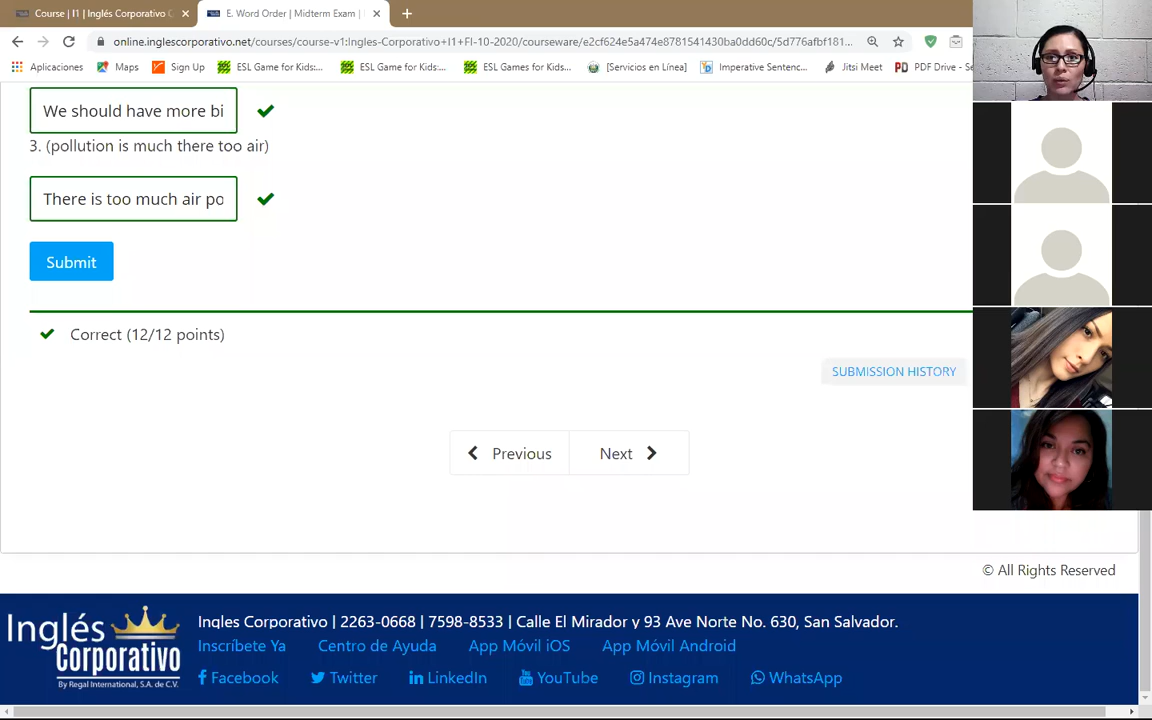 Course | I1 | Inglés Corporativo
E. Word Order | Midterm Exam |
online.inglescorporativo.net/courses/course-v1:Ingles-Corporativo+I1+FI-10-2020/courseware/e2cf624e5a474e8781541430ba0dd60c/5d776afbf181...
Aplicaciones
Maps
Sign Up
ESL Game for Kids:...
ESL Game for Kids:...
ESL Games for Kids:...
[Servicios en Línea]
Imperative Sentenc...
Jitsi Meet
PDF Drive - Se
We should have more bi
3. (pollution is much there too air)
There is too much air po
Submit
Correct (12/12 points)
SUBMISSION HISTORY
Previous
Next
© All Rights Reserved
Inglés Corporativo
By Regal International, S.A. de C.V.
Ingles Corporativo | 2263-0668 | 7598-8533 | Calle El Mirador y 93 Ave Norte No. 630, San Salvador.
Inscríbete Ya
Centro de Ayuda
App Móvil iOS
App Móvil Android
Facebook
Twitter
LinkedIn
YouTube
Instagram
WhatsApp